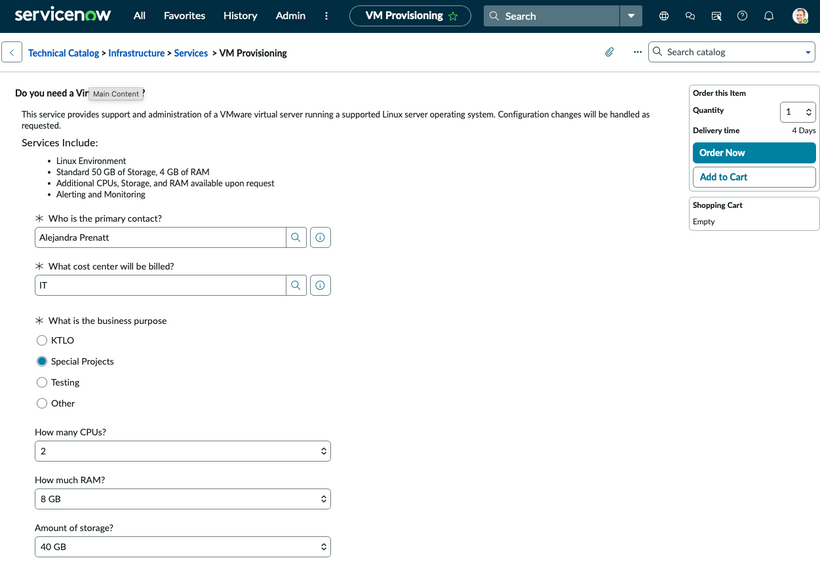 servicenow All Favorites History Admin VM Provisioning Search
Technical Catalog > Infrastructure > Services > VM Provisioning Search catalog
Do you need a Vir ?
Main Content
This service provides support and administration of a VMware virtual server running a supported Linux server operating system. Configuration changes will be handled as
requested.
Services Include:
Linux Environment
Standard 50 GB of Storage, 4 GB of RAM
Additional CPUs, Storage, and RAM available upon request
Alerting and Monitoring
Who is the primary contact?
Alejandra Prenatt
What cost center will be billed?
IT
What is the business purpose
KTLO
Special Projects
Testing
Other
How many CPUs?
2
How much RAM?
8 GB
Amount of storage?
40 GB
Order this Item
Quantity 1
Delivery time 4 Days
Order Now
Add to Cart
Shopping Cart
Empty